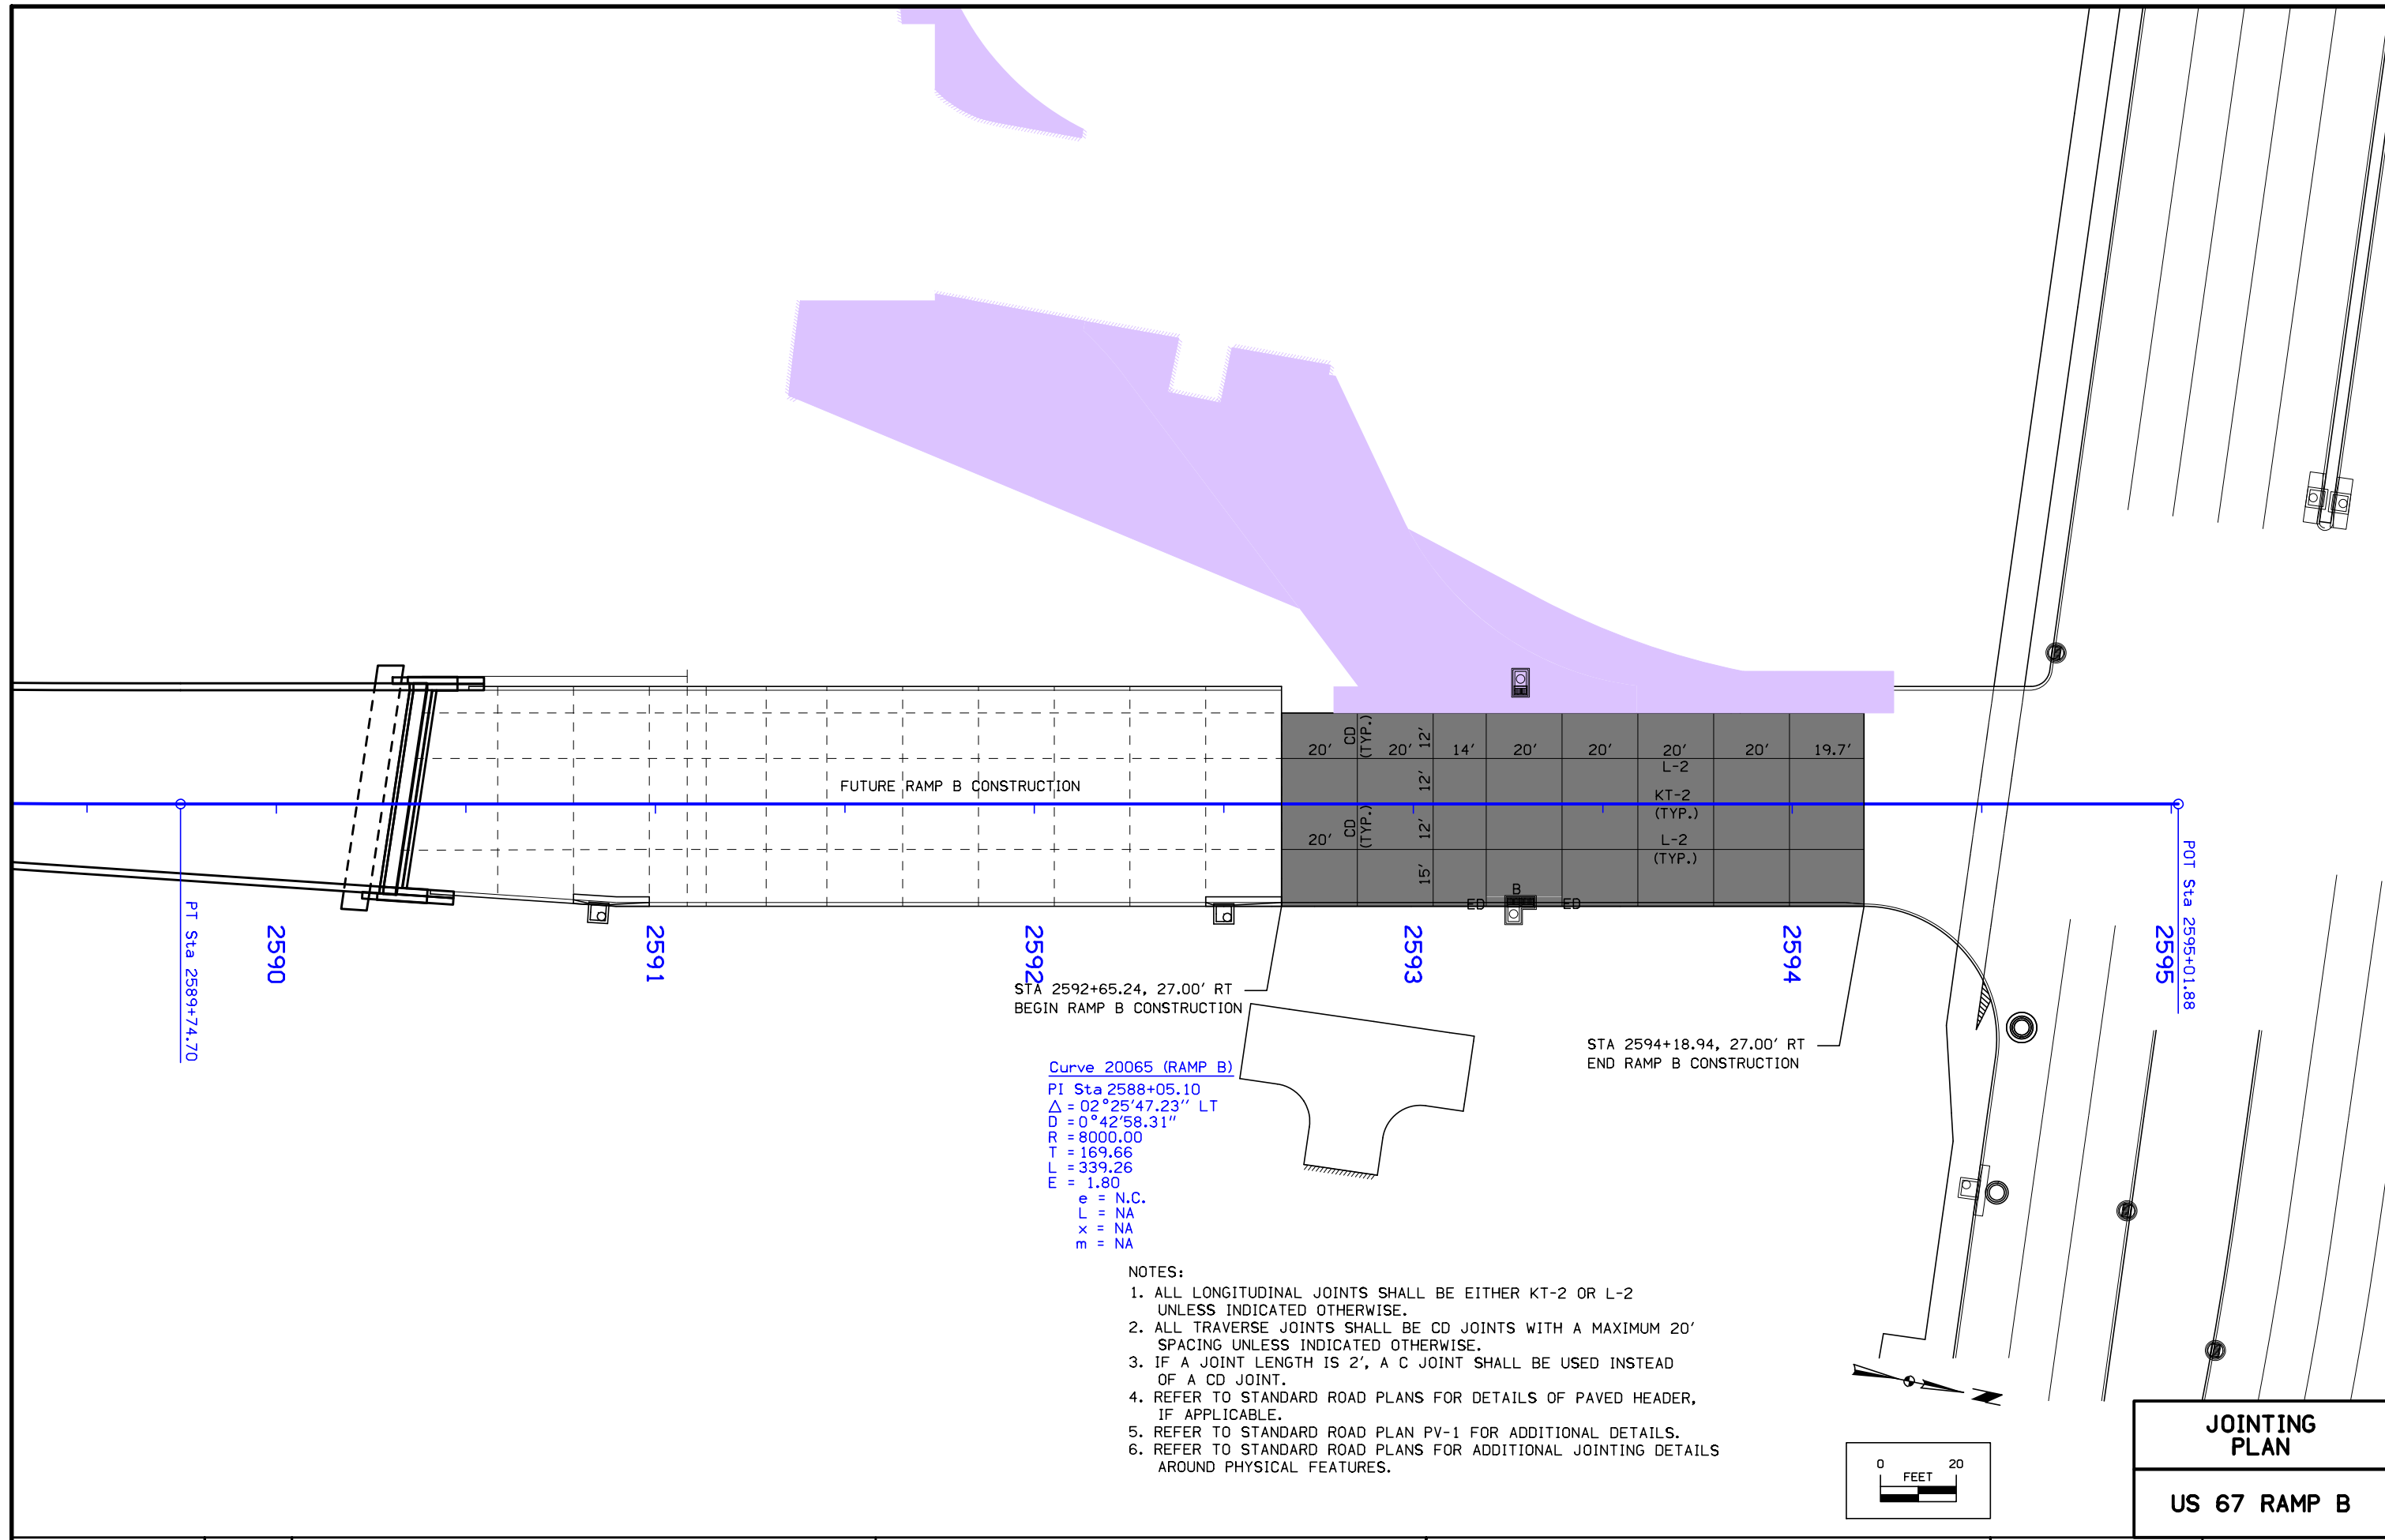 20'
CD
(TYP.)
20'
12'
14'
20'
20'
20'
20'
19.7'
L-2
12'
FUTURE RAMP B CONSTRUCTION
KT-2
(TYP.)
20'
CD
(TYP.)
12'
L-2
(TYP.)
15'
ED
B
ED
PT Sta 2589+74.70
2590
2591
2592
2593
2594
2595
POT Sta 2595+01.88
STA 2592+65.24, 27.00' RT
BEGIN RAMP B CONSTRUCTION
STA 2594+18.94, 27.00' RT
END RAMP B CONSTRUCTION
Curve 20065 (RAMP B)
PI Sta 2588+05.10
△ = 02°25'47.23" LT
D = 0°42'58.31"
R = 8000.00
T = 169.66
L = 339.26
E = 1.80
e = N.C.
L = NA
x = NA
m = NA
NOTES:
1. ALL LONGITUDINAL JOINTS SHALL BE EITHER KT-2 OR L-2
UNLESS INDICATED OTHERWISE.
2. ALL TRAVERSE JOINTS SHALL BE CD JOINTS WITH A MAXIMUM 20'
SPACING UNLESS INDICATED OTHERWISE.
3. IF A JOINT LENGTH IS 2', A C JOINT SHALL BE USED INSTEAD
OF A CD JOINT.
4. REFER TO STANDARD ROAD PLANS FOR DETAILS OF PAVED HEADER,
IF APPLICABLE.
5. REFER TO STANDARD ROAD PLAN PV-1 FOR ADDITIONAL DETAILS.
6. REFER TO STANDARD ROAD PLANS FOR ADDITIONAL JOINTING DETAILS
AROUND PHYSICAL FEATURES.
0 20
FEET
N
JOINTING
PLAN
US 67 RAMP B